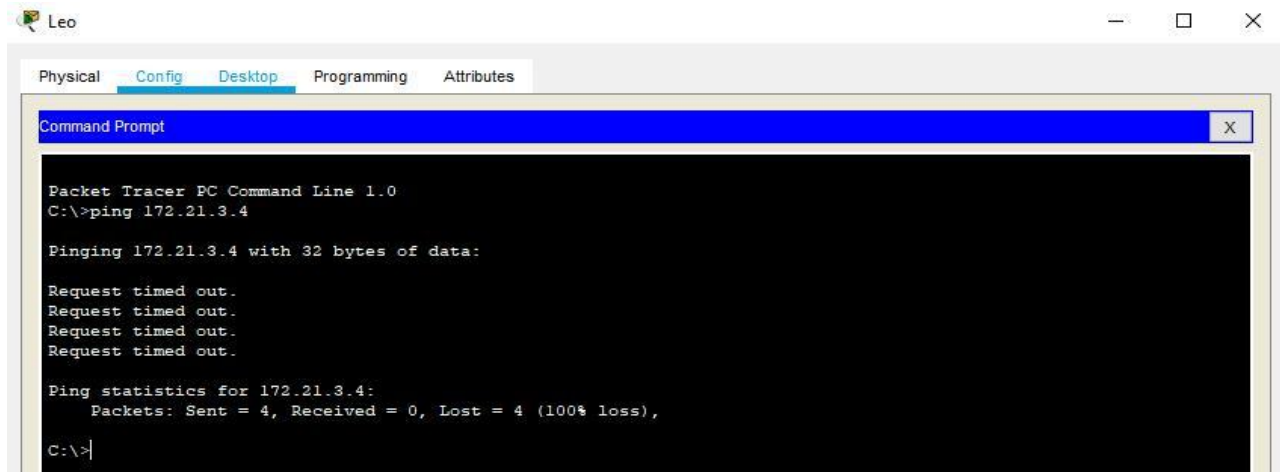 Leo
Physical Config Desktop Programming Attributes
Command Prompt X
Packet Tracer PC Command Line 1.0
C:\>ping 172.21.3.4
Pinging 172.21.3.4 with 32 bytes of data:
Request timed out.
Request timed out.
Request timed out.
Request timed out.
Ping statistics for 172.21.3.4:
Packets: Sent = 4, Received = 0, Lost = 4 (100% loss),
C:\>